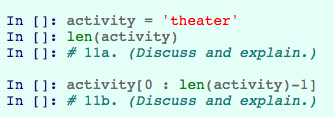 In []: activity = 'theater'
In []: len(activity)
In []: # 11a. (Discuss and explain.)
In []: activity[0 : len(activity)-1]
In []: # 11b. (Discuss and explain.)